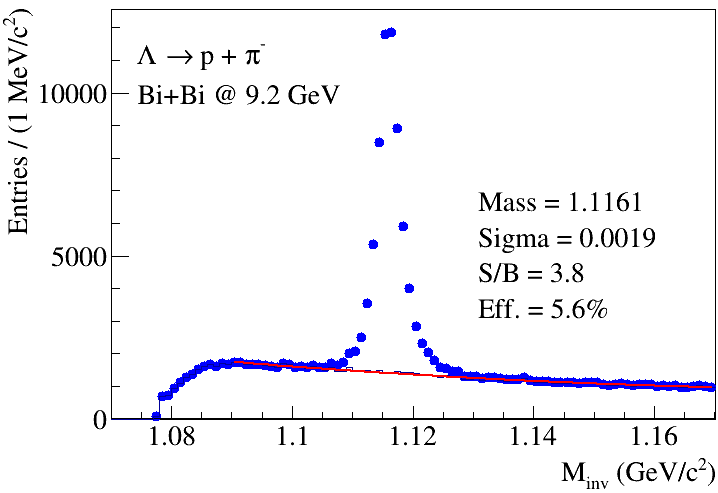 Entries / (1 MeV/c²)
Λ → p + π⁻
Bi+Bi @ 9.2 GeV
10000
5000
0
Mass = 1.1161
Sigma = 0.0019
S/B = 3.8
Eff. = 5.6%
1.08 1.1 1.12 1.14 1.16
M_inv (GeV/c²)